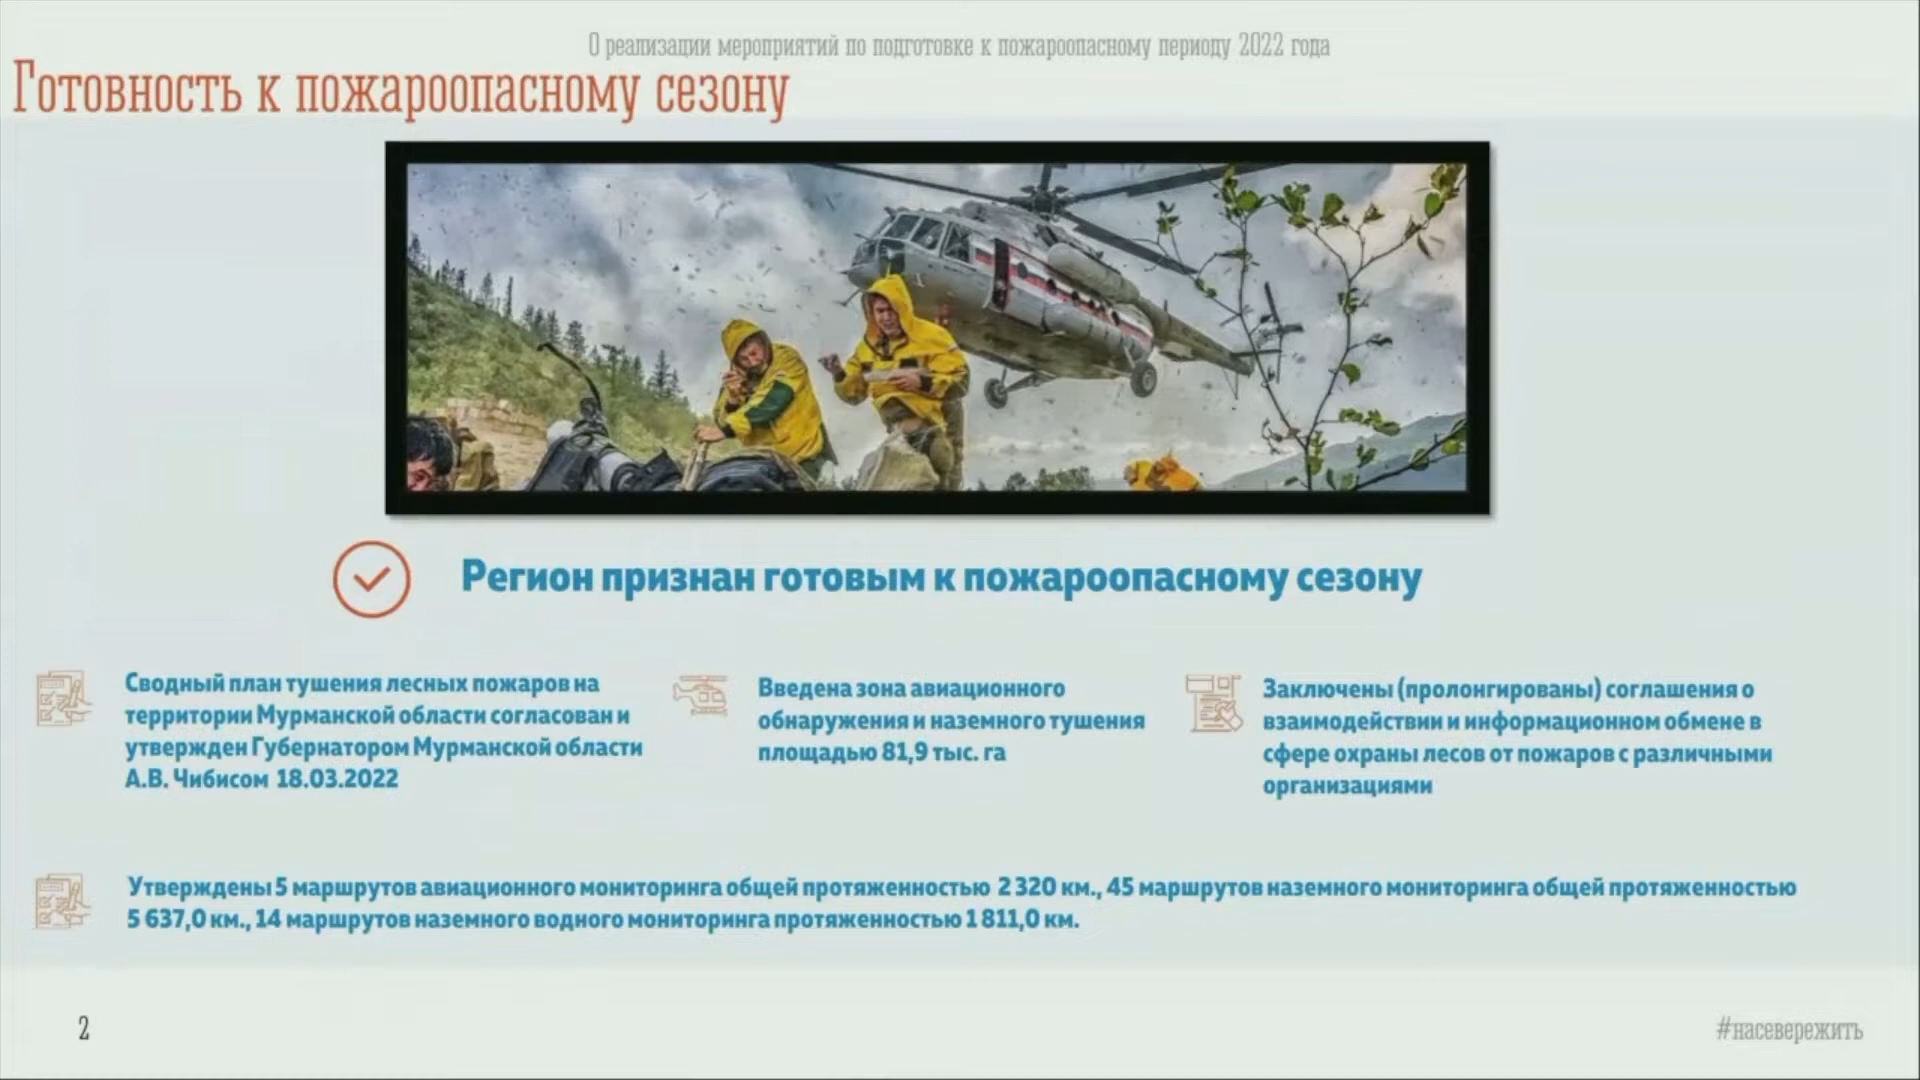 О реализации мероприятий по подготовке к пожароопасному периоду 2022 года
Готовность к пожароопасному сезону
Регион признан готовым к пожароопасному сезону
Сводный план тушения лесных пожаров на
территории Мурманской области согласован и
утвержден Губернатором Мурманской области
А.В. Чибисом 18.03.2022
Введена зона авиационного
обнаружения и наземного тушения
площадью 81,9 тыс. га
Заключены (пролонгированы) соглашения о
взаимодействии и информационном обмене в
сфере охраны лесов от пожаров с различными
организациями
Утверждены 5 маршрутов авиационного мониторинга общей протяженностью 2 320 км., 45 маршрутов наземного мониторинга общей протяженностью
5 637,0 км., 14 маршрутов наземного водного мониторинга протяженностью 1 811,0 км.
2
#насевережить